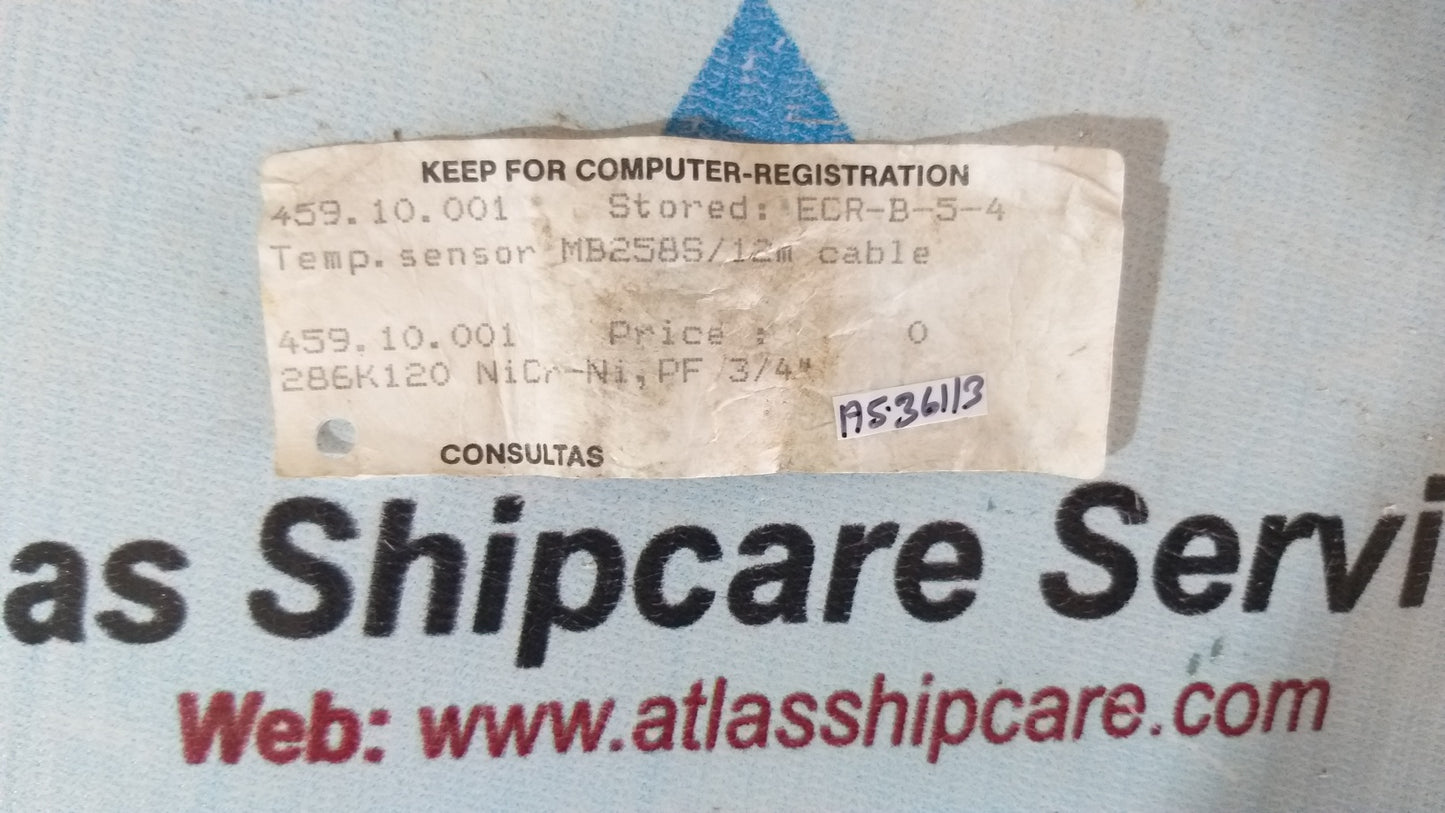 KEEP FOR COMPUTER-REGISTRATION
459.10.001 Stored: ECR-B-5-4
Temp.sensor MB258S/12m cable
459.10.001 Price : 0
286K120 NiCr-Ni,PF 3/4"
A5.361/3
CONSULTAS
as Shipcare Servi
Web: www.atlasshipcare.com